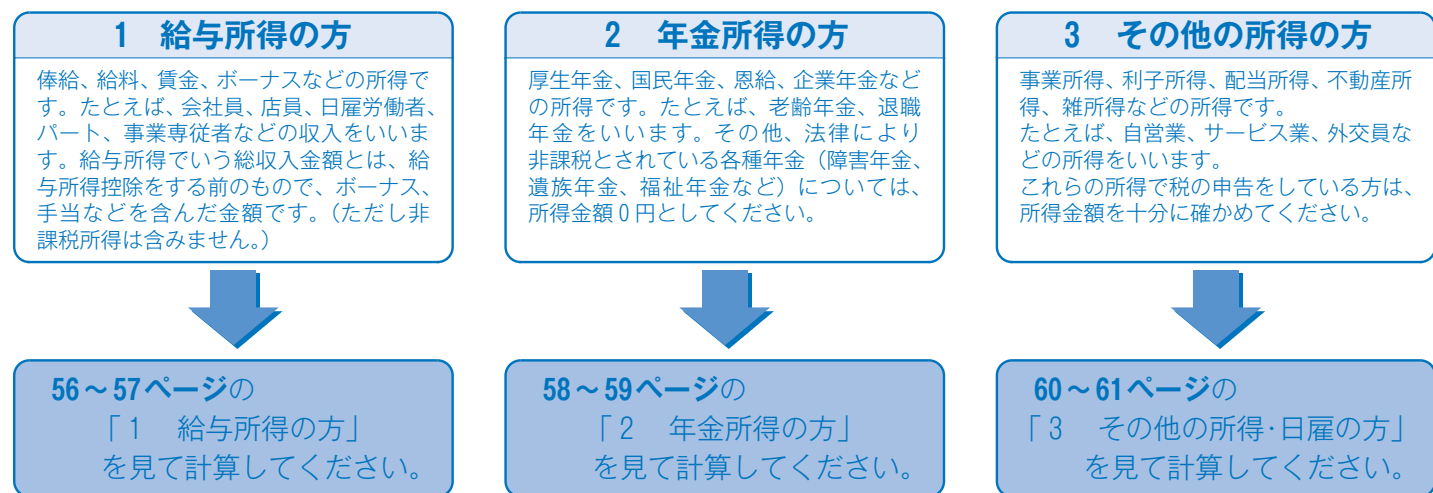 1　給与所得の方
俸給、給料、賃金、ボーナスなどの所得で
す。たとえば、会社員、店員、日雇労働者、
パート、事業専従者などの収入をいいま
す。給与所得でいう総収入金額とは、給
与所得控除をする前のもので、ボーナス、
手当などを含んだ金額です。（ただし非
課税所得は含みません。）
56～57ページの
「1　給与所得の方」
を見て計算してください。
2　年金所得の方
厚生年金、国民年金、恩給、企業年金など
の所得です。たとえば、老齢年金、退職
年金をいいます。その他、法律により
非課税とされている各種年金（障害年金、
遺族年金、福祉年金など）については、
所得金額0円としてください。
58～59ページの
「2　年金所得の方」
を見て計算してください。
3　その他の所得の方
事業所得、利子所得、配当所得、不動産所
得、雑所得などの所得です。
たとえば、自営業、サービス業、外交員な
どの所得をいいます。
これらの所得で税の申告をしている方は、
所得金額を十分に確かめてください。
60～61ページの
「3　その他の所得・日雇の方」
を見て計算してください。